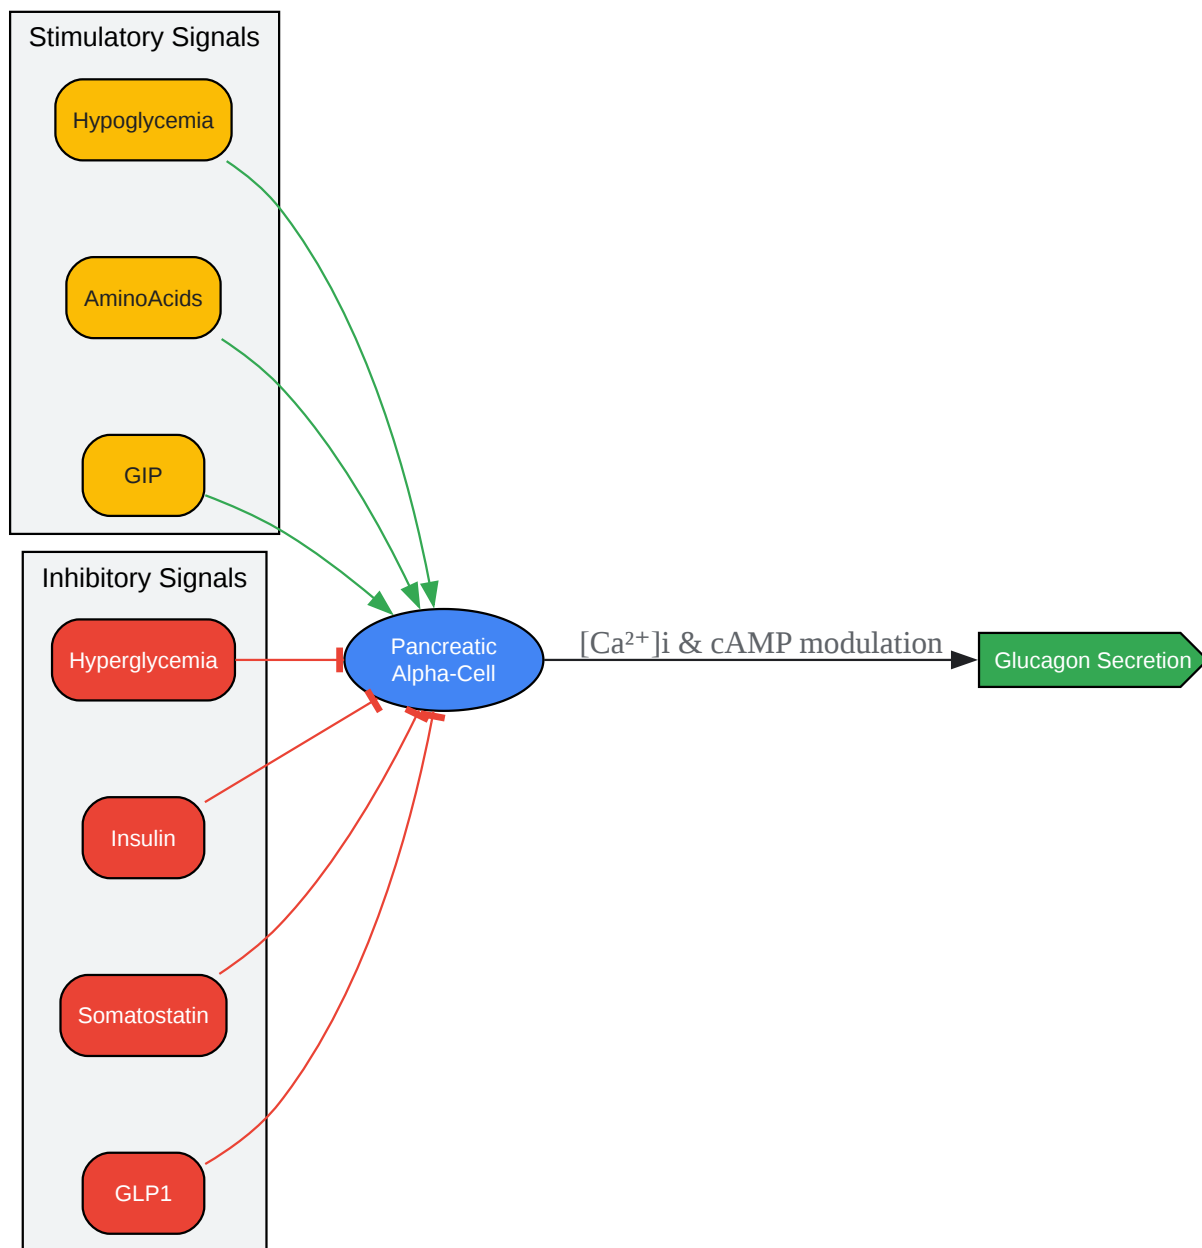 Stimulatory Signals
Hypoglycemia
AminoAcids
GIP
Inhibitory Signals
Hyperglycemia
Insulin
Somatostatin
GLP1
Pancreatic
Alpha-Cell
[Ca²⁺]i & cAMP modulation
Glucagon Secretion